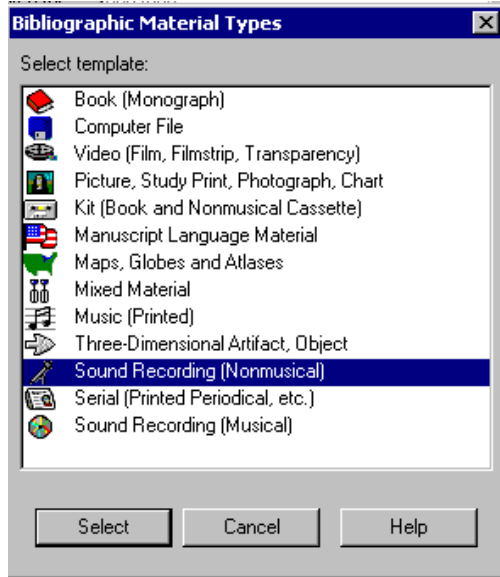 Bibliographic Material Types
Select template:
Book (Monograph)
Computer File
Video (Film, Filmstrip, Transparency)
Picture, Study Print, Photograph, Chart
Kit (Book and Nonmusical Cassette)
Manuscript Language Material
Maps, Globes and Atlases
Mixed Material
Music (Printed)
Three-Dimensional Artifact, Object
Sound Recording (Nonmusical)
Serial (Printed Periodical, etc.)
Sound Recording (Musical)
Select Cancel Help